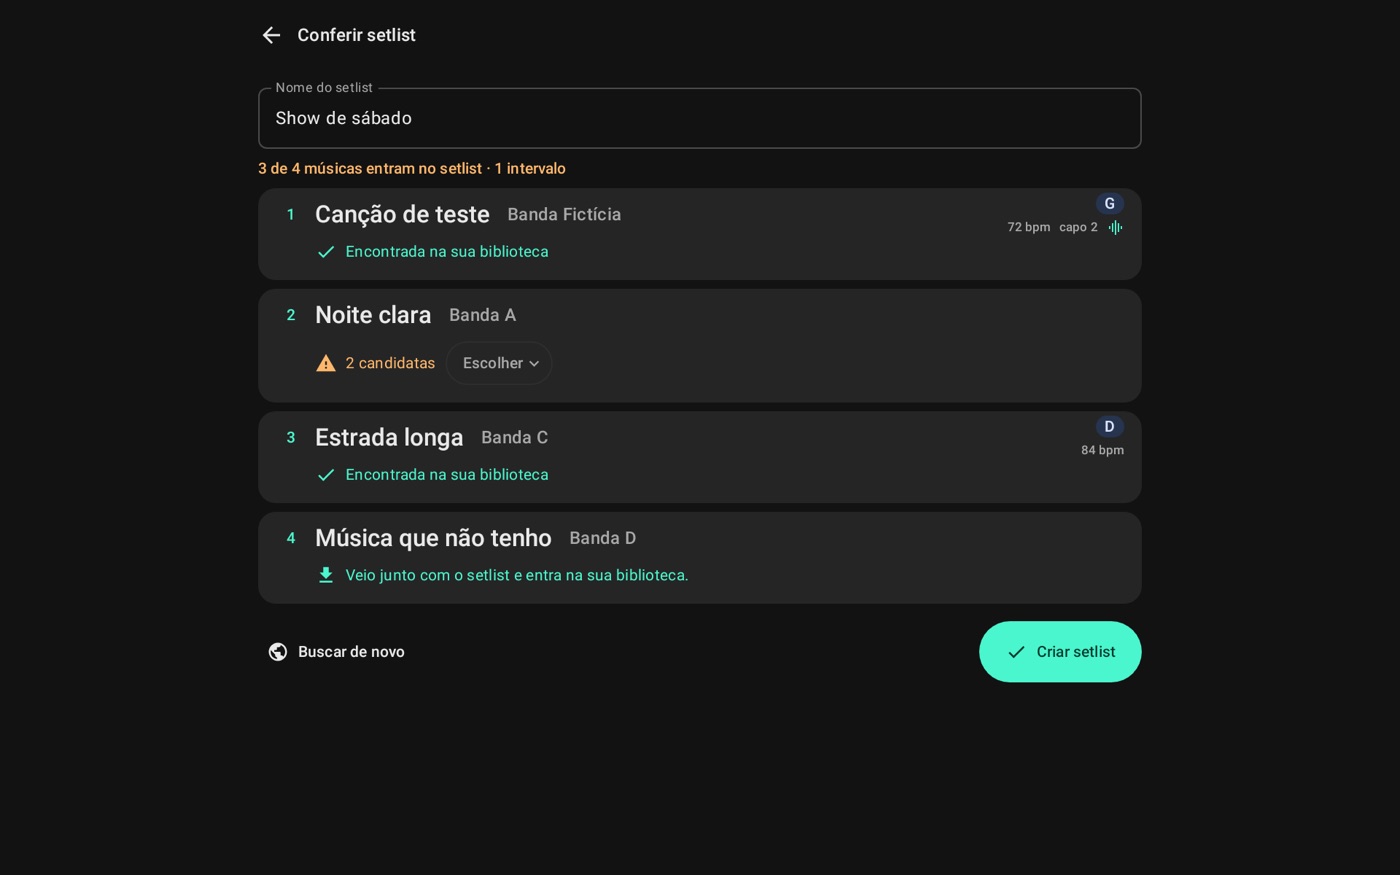 Conferir setlist
Nome do setlist
Show de sábado
3 de 4 músicas entram no setlist · 1 intervalo
1 Canção de teste Banda Fictícia G
72 bpm capo 2
Encontrada na sua biblioteca
2 Noite clara Banda A
2 candidatas Escolher
3 Estrada longa Banda C D
84 bpm
Encontrada na sua biblioteca
4 Música que não tenho Banda D
Veio junto com o setlist e entra na sua biblioteca.
Buscar de novo Criar setlist